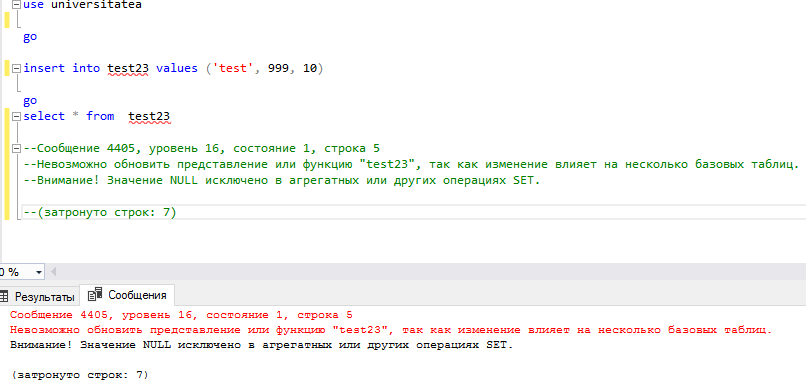 use universitatea
go
insert into test23 values ('test', 999, 10)
go
select * from  test23
--Сообщение 4405, уровень 16, состояние 1, строка 5
--Невозможно обновить представление или функцию "test23", так как изменение влияет на несколько базовых таблиц.
--Внимание! Значение NULL исключено в агрегатных или других операциях SET.
--(затронуто строк: 7)
0 %
Результаты Сообщения
Сообщение 4405, уровень 16, состояние 1, строка 5
Невозможно обновить представление или функцию "test23", так как изменение влияет на несколько базовых таблиц.
Внимание! Значение NULL исключено в агрегатных или других операциях SET.
(затронуто строк: 7)